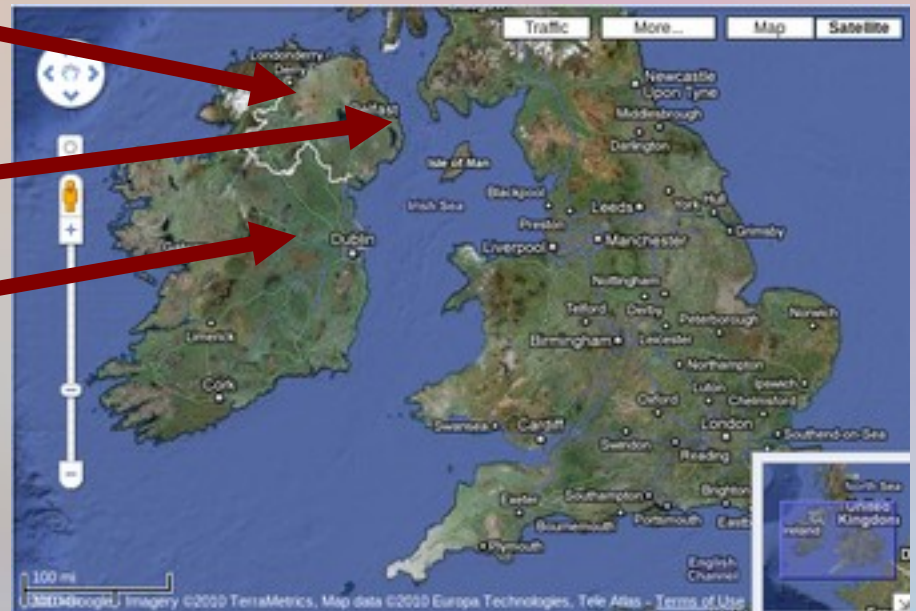 Traffic More... Map Satellite
Londonderry
Derry
Belfast
Newcastle
Upon Tyne
Middlesbrough
Darlington
Isle of Man
Irish Sea
Blackpool
Preston
Leeds
York
Hull
Grimsby
Dublin
Liverpool
Manchester
Nottingham
Telford
Derby
Peterborough
Norwich
Limerick
Birmingham
Leicester
Northampton
Cork
Luton
Ipswich
Oxford
Chelmsford
Swansea
Cardiff
London
Swindon
Southend-on-Sea
Reading
Exeter
Southampton
Brighton
Bournemouth
Portsmouth
Plymouth
English
Channel
North Sea
United
Kingdom
Ireland
100 mi
Imagery ©2010 TerraMetrics, Map data ©2010 Europa Technologies, Tele Atlas - Terms of Use